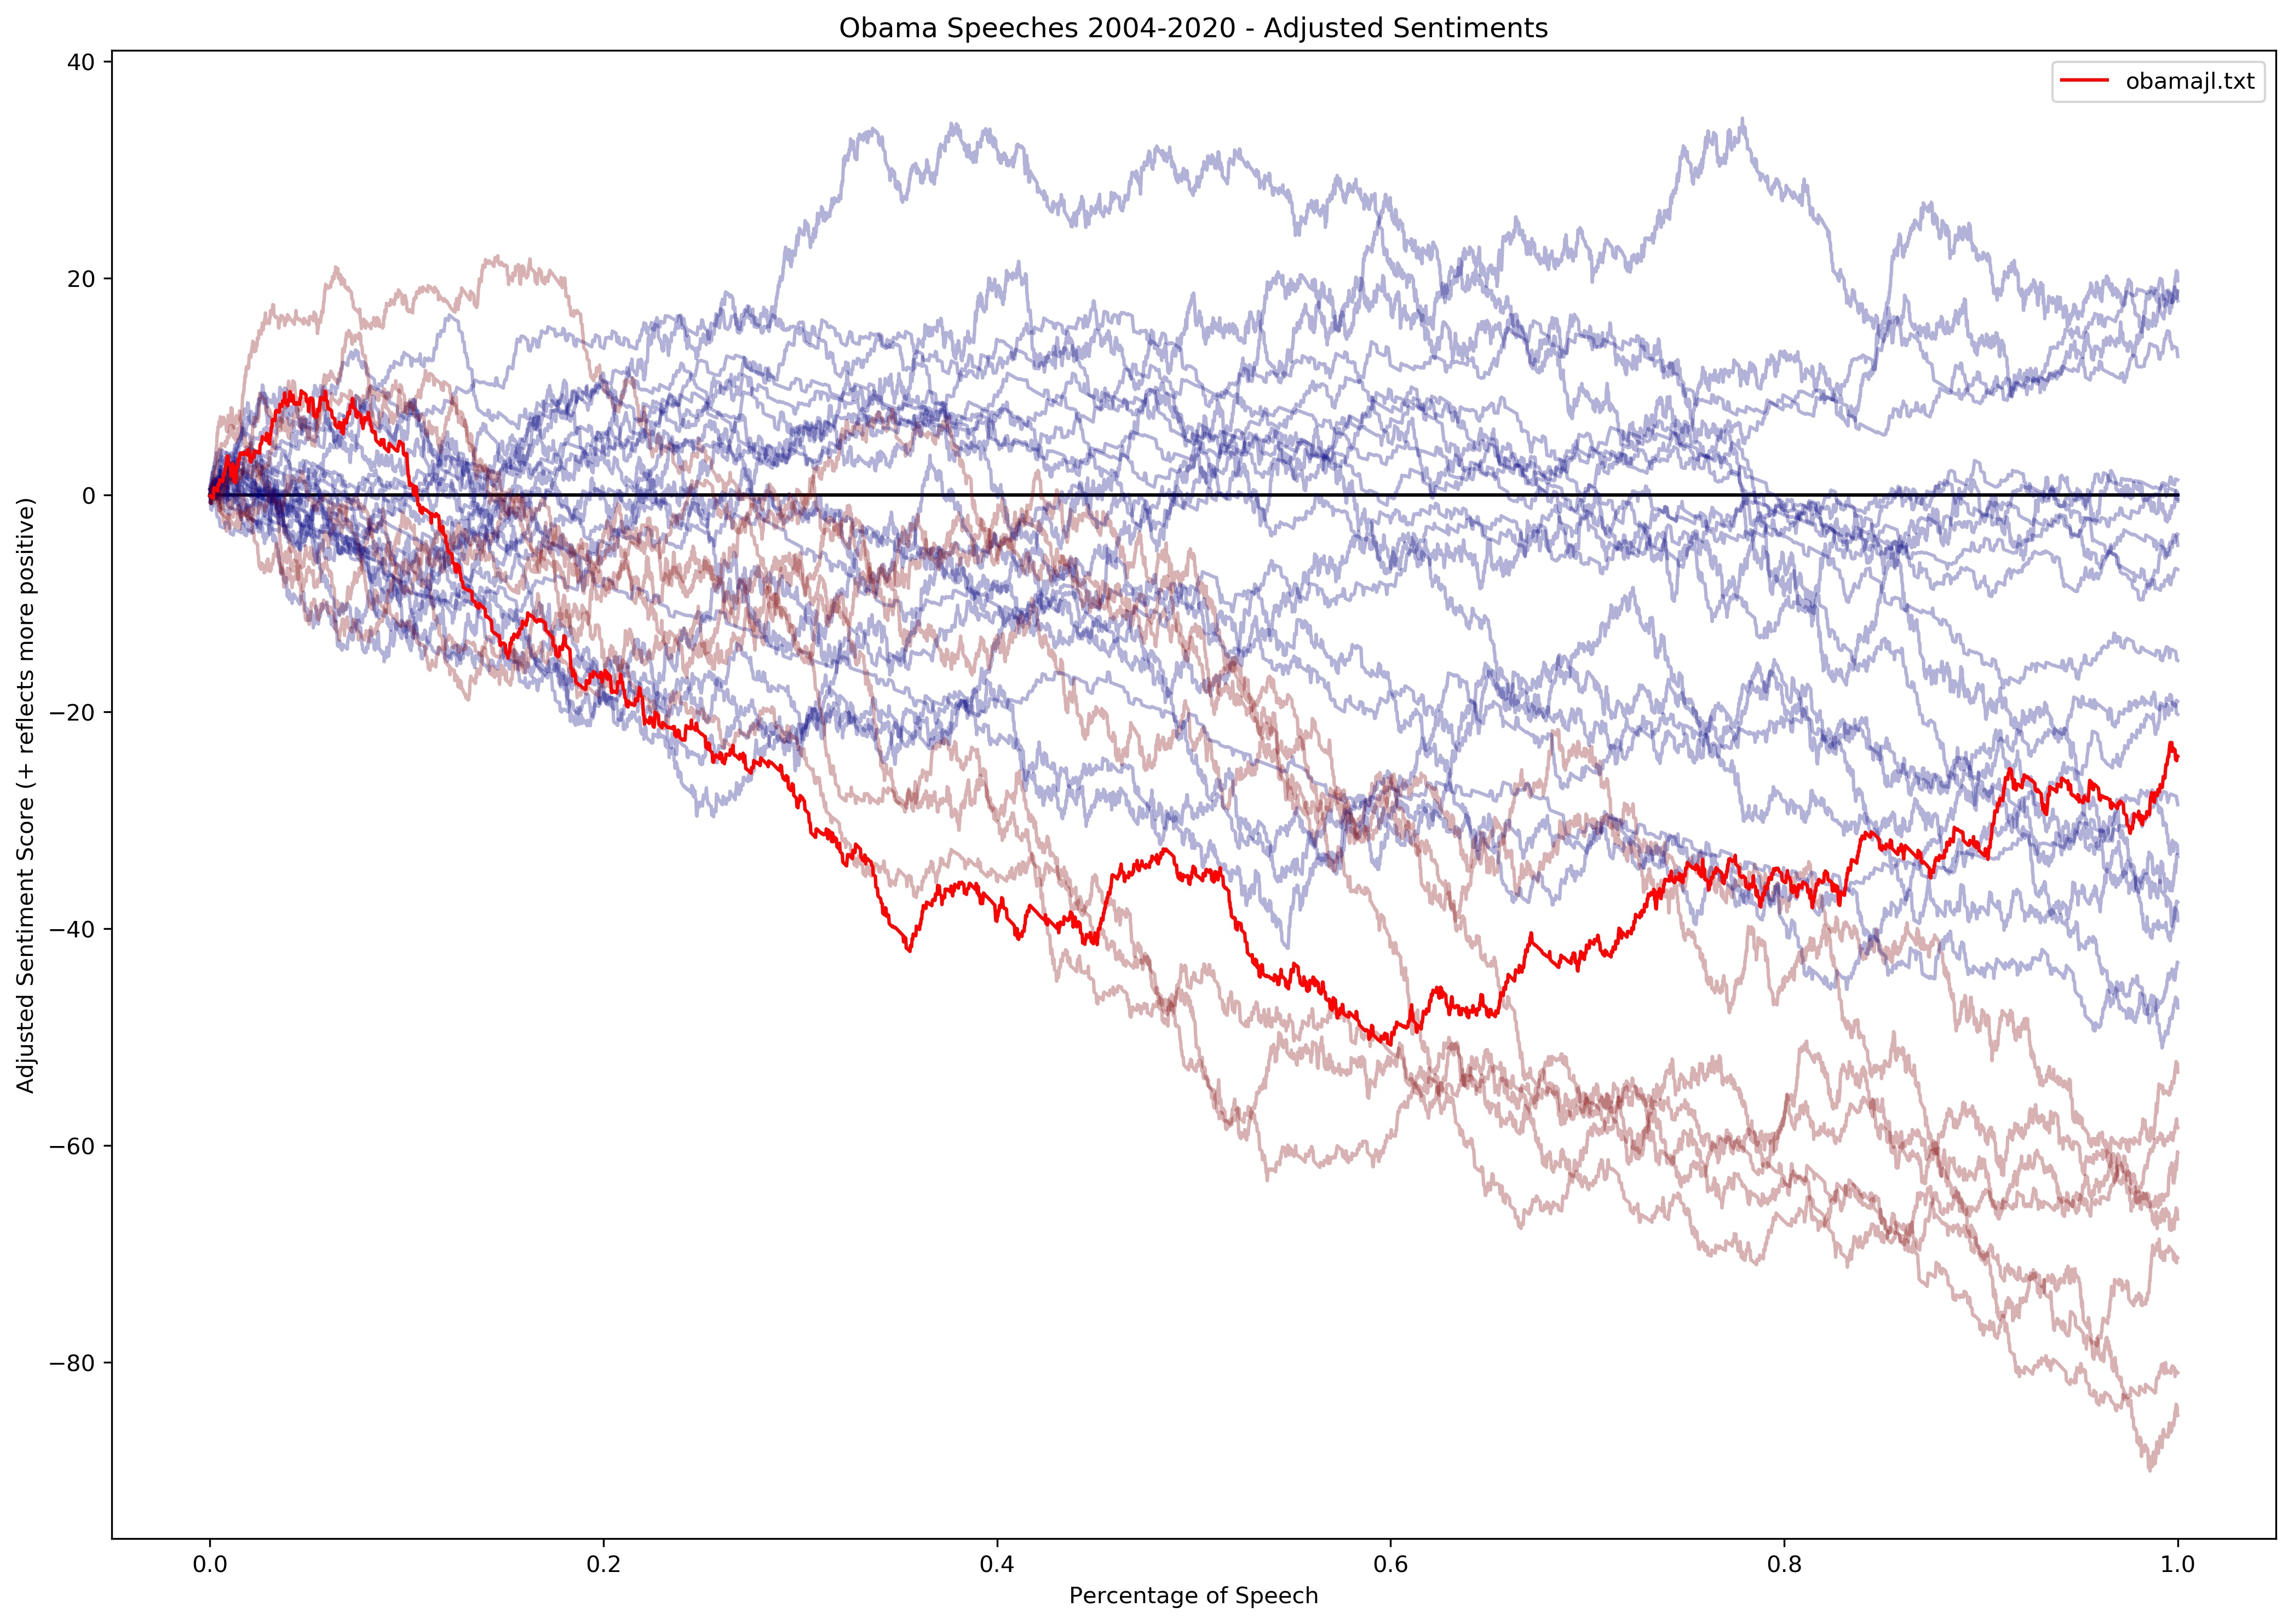 Obama Speeches 2004-2020 - Adjusted Sentiments
obamajl.txt
Adjusted Sentiment Score (+ reflects more positive)
40
20
0
−20
−40
−60
−80
0.0 0.2 0.4 0.6 0.8 1.0
Percentage of Speech